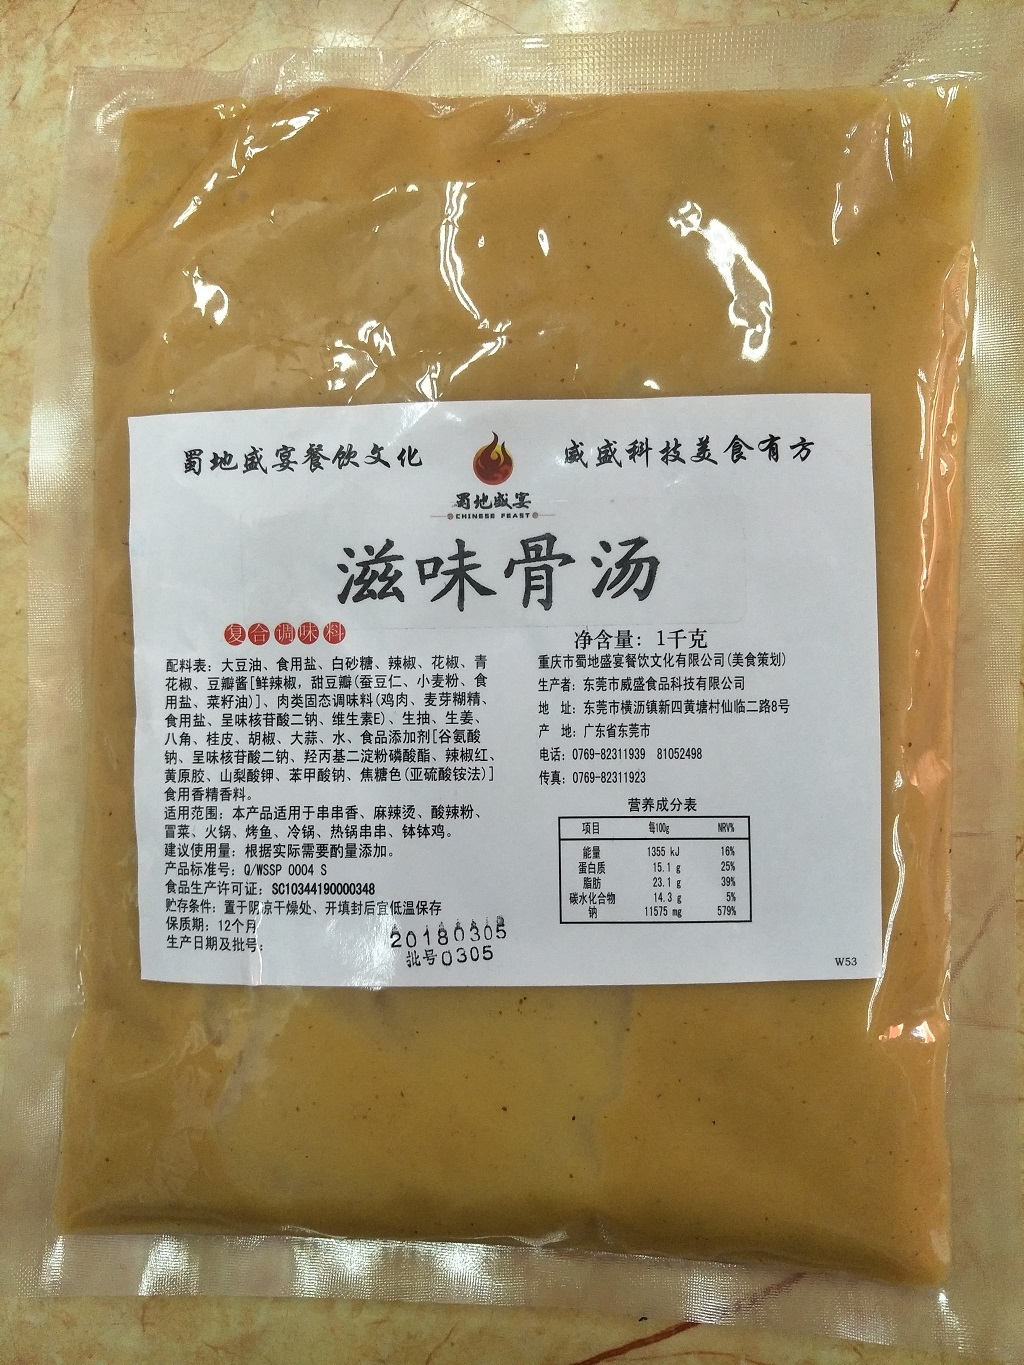 蜀地盛宴餐饮文化
威盛科技美食有方
蜀地盛宴
CHINESE FEAST
滋味骨汤
复合调味料
配料表：大豆油、食用盐、白砂糖、辣椒、花椒、青
花椒、豆瓣酱[鲜辣椒，甜豆瓣(蚕豆仁、小麦粉、食
用盐、菜籽油)]、肉类固态调味料(鸡肉、麦芽糊精、
食用盐、呈味核苷酸二钠、维生素E)、生抽、生姜、
八角、桂皮、胡椒、大蒜、水、食品添加剂[谷氨酸
钠、呈味核苷酸二钠、羟丙基二淀粉磷酸酯、辣椒红、
黄原胶、山梨酸钾、苯甲酸钠、焦糖色(亚硫酸铵法)]
食用香精香料。
适用范围：本产品适用于串串香、麻辣烫、酸辣粉、
冒菜、火锅、烤鱼、冷锅、热锅串串、钵钵鸡。
建议使用量：根据实际需要酌量添加。
产品标准号：Q/WSSP 0004 S
食品生产许可证：SC10344190000348
贮存条件：置于阴凉干燥处、开填封后宜低温保存
保质期：12个月
生产日期及批号：
20180305
批号0305
净含量：1千克
重庆市蜀地盛宴餐饮文化有限公司(美食策划)
生产者：东莞市威盛食品科技有限公司
地 址：东莞市横沥镇新四黄塘村仙临二路8号
产 地：广东省东莞市
电话：0769-82311939 81052498
传真：0769-82311923
营养成分表
项目 每100g NRV%
能量 1355 kJ 16%
蛋白质 15.1 g 25%
脂肪 23.1 g 39%
碳水化合物 14.3 g 5%
钠 11575 mg 579%
W53